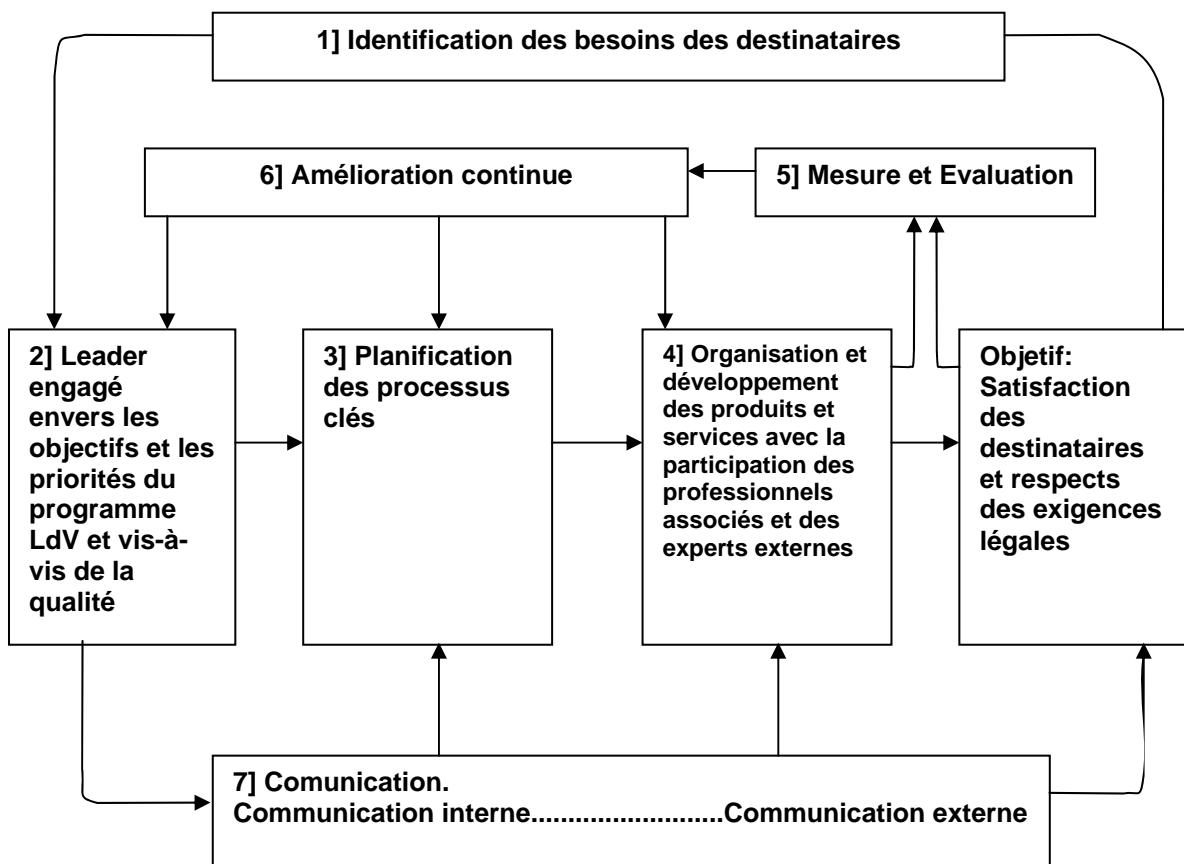 1] Identification des besoins des destinataires
6] Amélioration continue
5] Mesure et Evaluation
2] Leader
engagé
envers les
objectifs et les
priorités du
programme
LdV et vis-à-
vis de la
qualité
3] Planification
des processus
clés
4] Organisation et
développement
des produits et
services avec la
participation des
professionnels
associés et des
experts externes
Objetif:
Satisfaction
des
destinataires
et respects
des exigences
légales
7] Comunication.
Communication interne..........................Communication externe